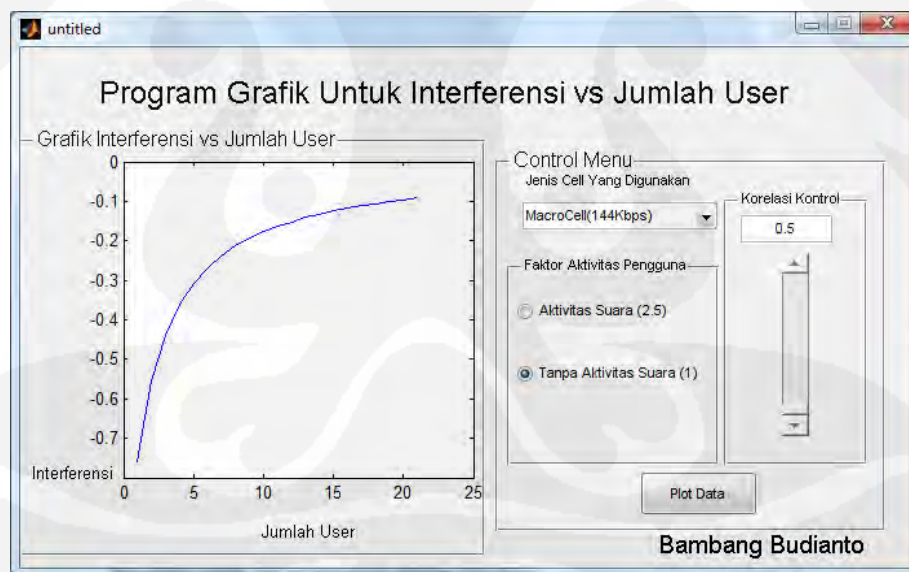 untitled
Program Grafik Untuk Interferensi vs Jumlah User
Grafik Interferensi vs Jumlah User
0
-0.1
-0.2
-0.3
-0.4
-0.5
-0.6
-0.7
Interferensi
0 5 10 15 20 25
Jumlah User
Control Menu
Jenis Cell Yang Digunakan
MacroCell(144Kbps)
Faktor Aktivitas Pengguna
Aktivitas Suara (2.5)
Tanpa Aktivitas Suara (1)
Korelasi Kontrol
0.5
Plot Data
Bambang Budianto